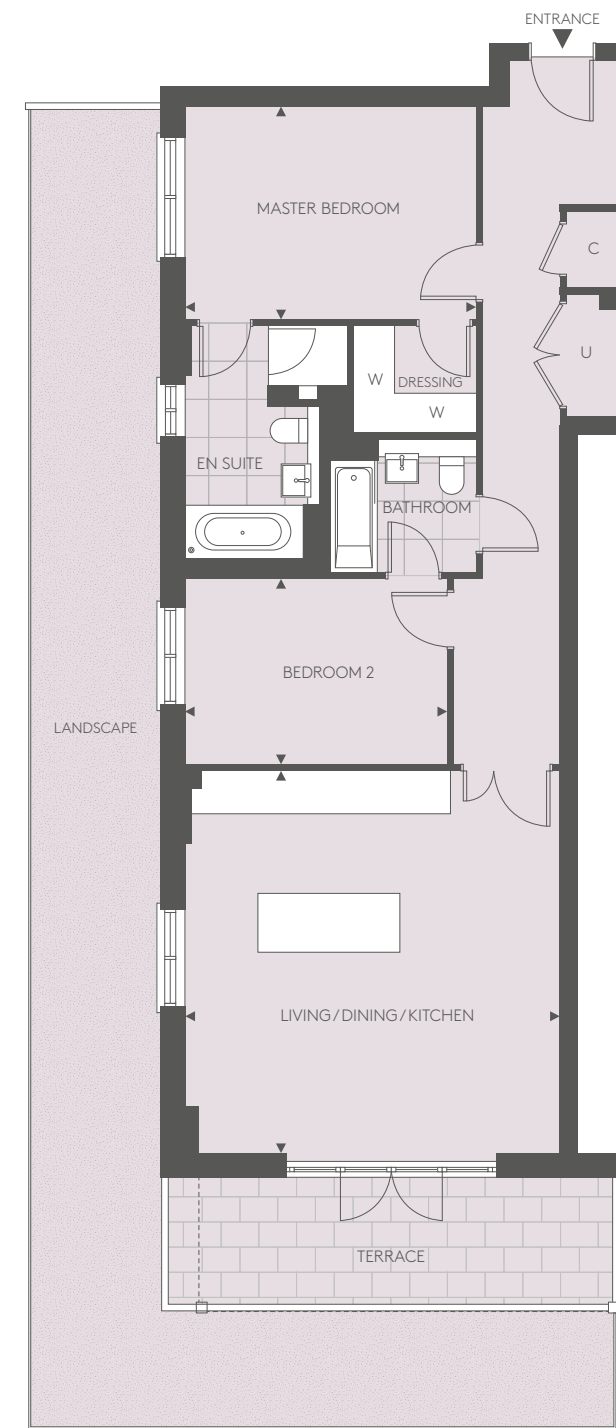 ENTRANCE
MASTER BEDROOM
C
U
W
DRESSING
W
EN SUITE
BATHROOM
BEDROOM 2
LANDSCAPE
LIVING / DINING / KITCHEN
TERRACE